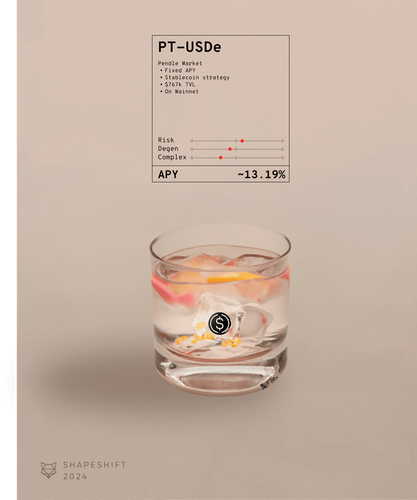 PT-USDe
Pendle Market
• Fixed APY
• Stablecoin strategy
• $767k TVL
• On Mainnet
Risk
Degen
Complex
APY ~13.19%
$
SHAPESHIFT
2024